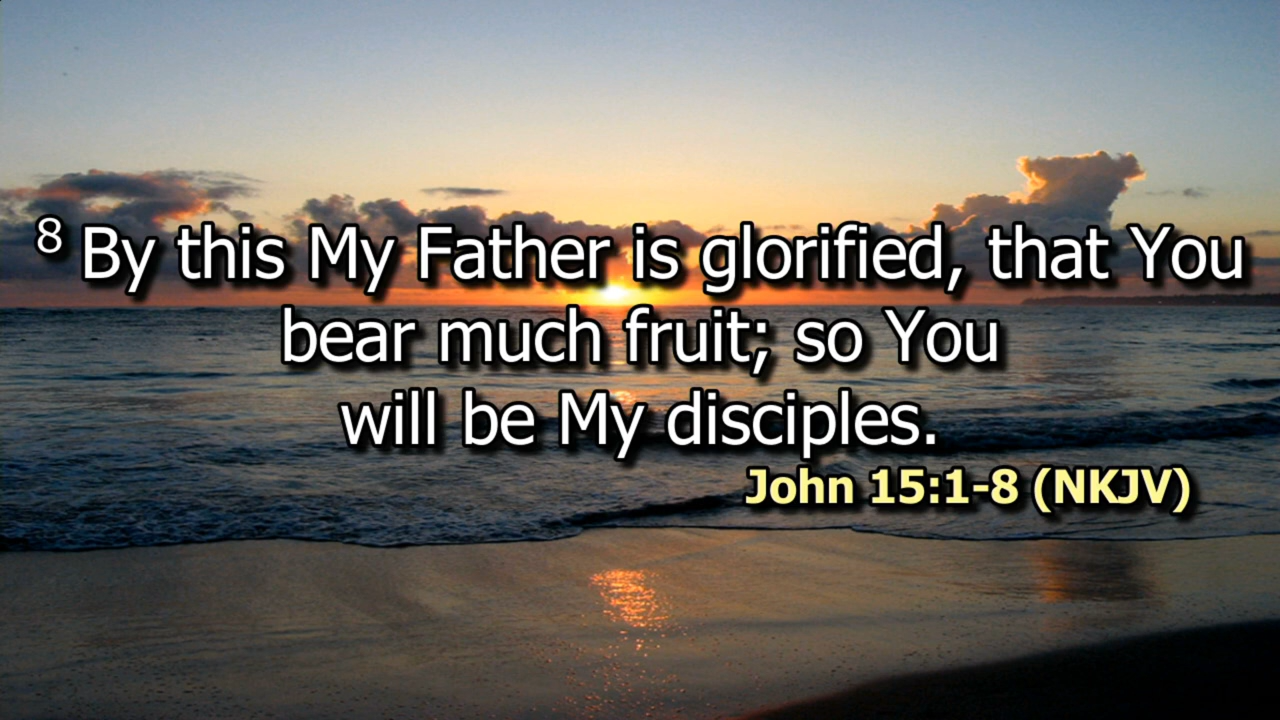 8 By this My Father is glorified, that You
bear much fruit; so You
will be My disciples.
John 15:1-8 (NKJV)